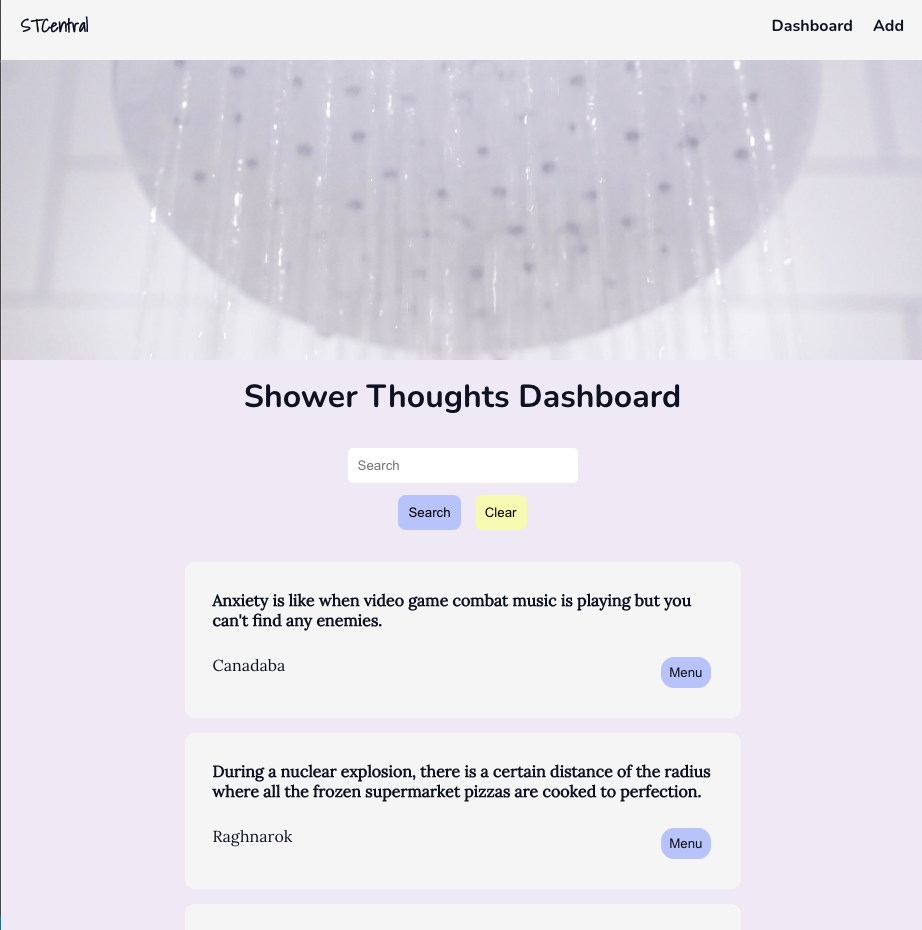 STCentral
Dashboard Add
Shower Thoughts Dashboard
Search
Search Clear
Anxiety is like when video game combat music is playing but you
can't find any enemies.
Canadaba
Menu
During a nuclear explosion, there is a certain distance of the radius
where all the frozen supermarket pizzas are cooked to perfection.
Raghnarok
Menu